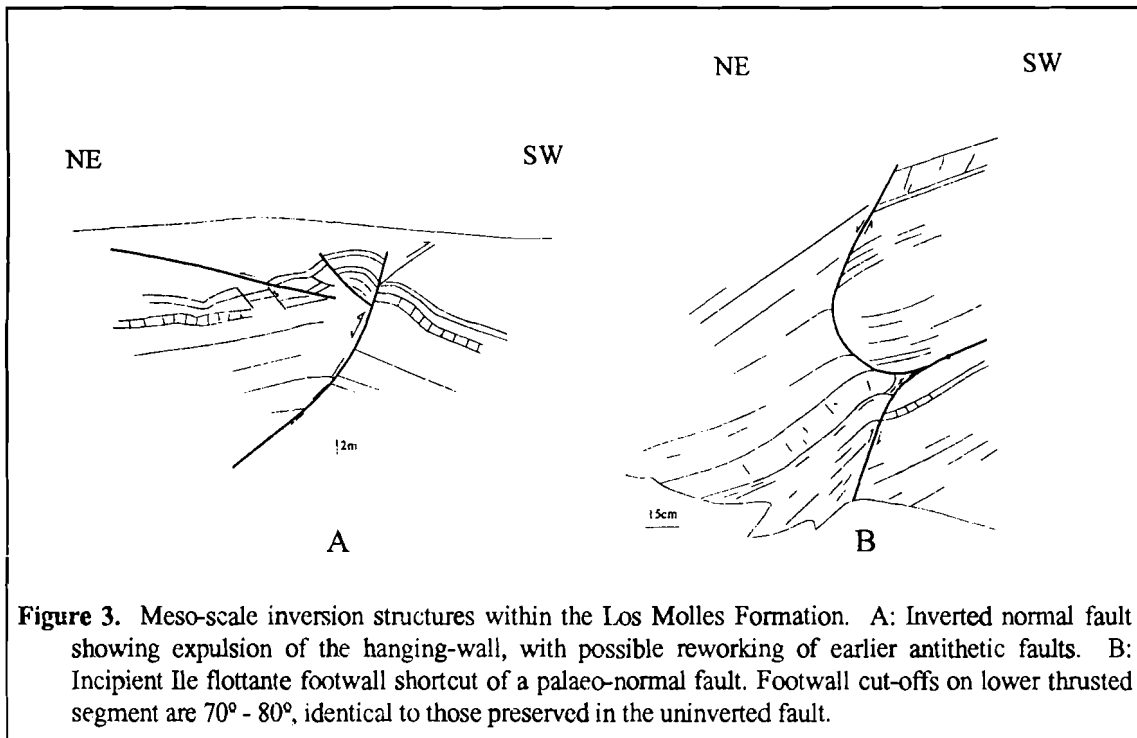 NE
SW
NE
SW
2m
15cm
A
B
Figure 3. Meso-scale inversion structures within the Los Molles Formation. A: Inverted normal fault
showing expulsion of the hanging-wall, with possible reworking of earlier antithetic faults. B:
Incipient Ile flottante footwall shortcut of a palaeo-normal fault. Footwall cut-offs on lower thrusted
segment are 70º - 80º, identical to those preserved in the uninverted fault.